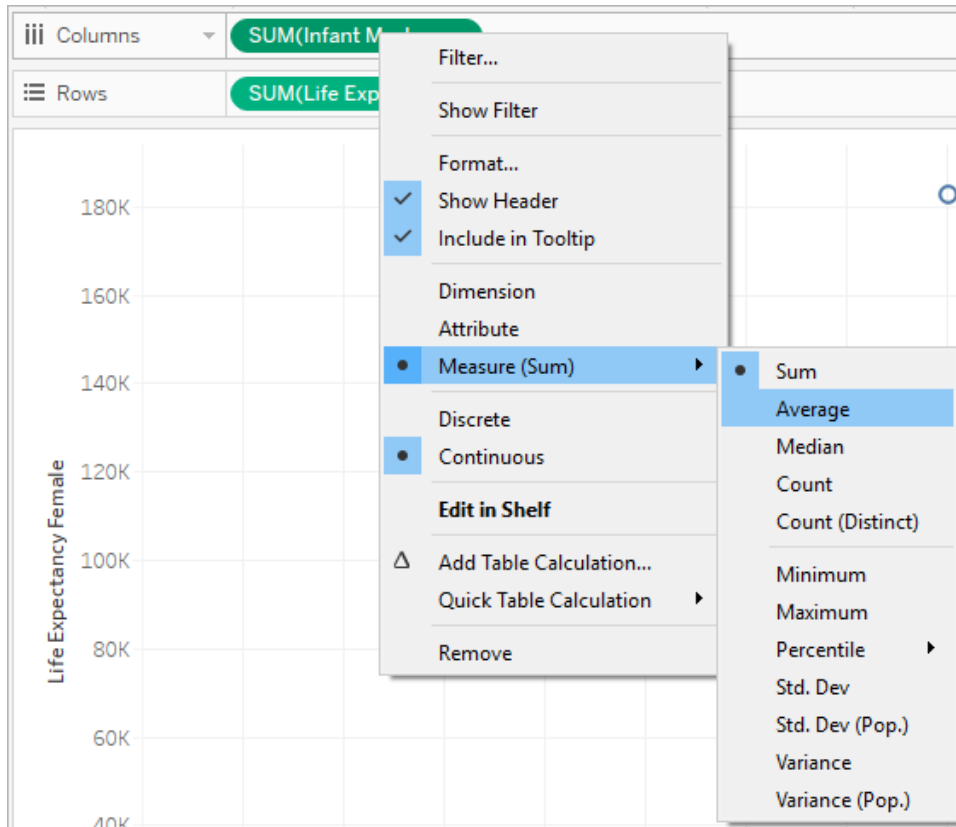 Columns
SUM(Infant
Rows
SUM(Life Exp
Filter...
Show Filter
Format...
Show Header
Include in Tooltip
Dimension
Attribute
Measure (Sum)
Discrete
Continuous
Edit in Shelf
Add Table Calculation...
Quick Table Calculation
Remove
Sum
Average
Median
Count
Count (Distinct)
Minimum
Maximum
Percentile
Std. Dev
Std. Dev (Pop.)
Variance
Variance (Pop.)
Life Expectancy Female
180K
160K
140K
120K
100K
80K
60K
40K